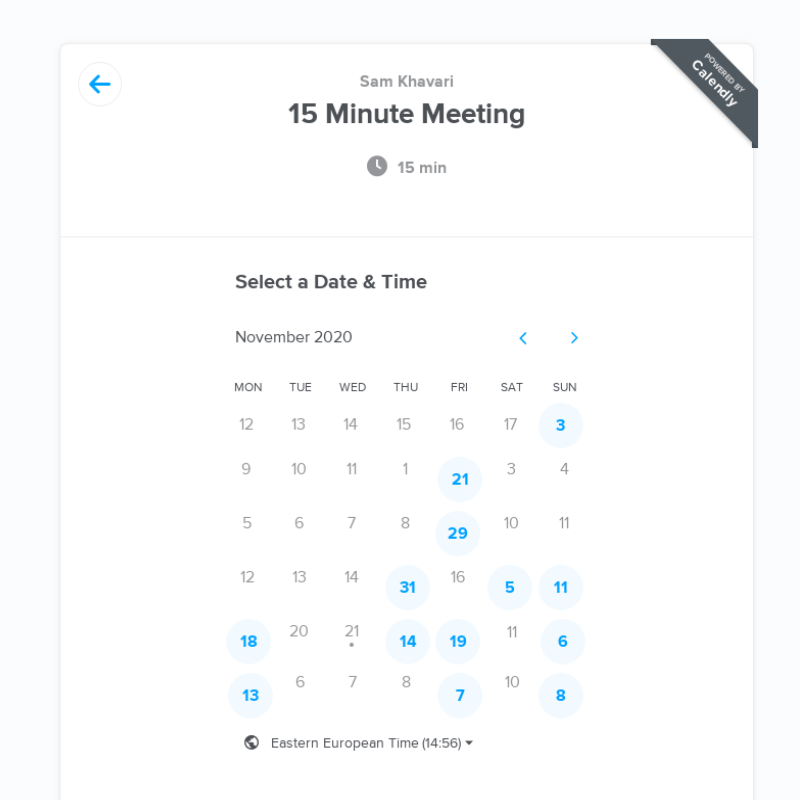 Sam Khavari
15 Minute Meeting
15 min
POWERED BY
Calendly
Select a Date & Time
November 2020
MON TUE WED THU FRI SAT SUN
12 13 14 15 16 17 3
9 10 11 1 21 3 4
5 6 7 8 29 10 11
12 13 14 31 16 5 11
18 20 21 14 19 11 6
13 6 7 8 7 10 8
Eastern European Time (14:56)